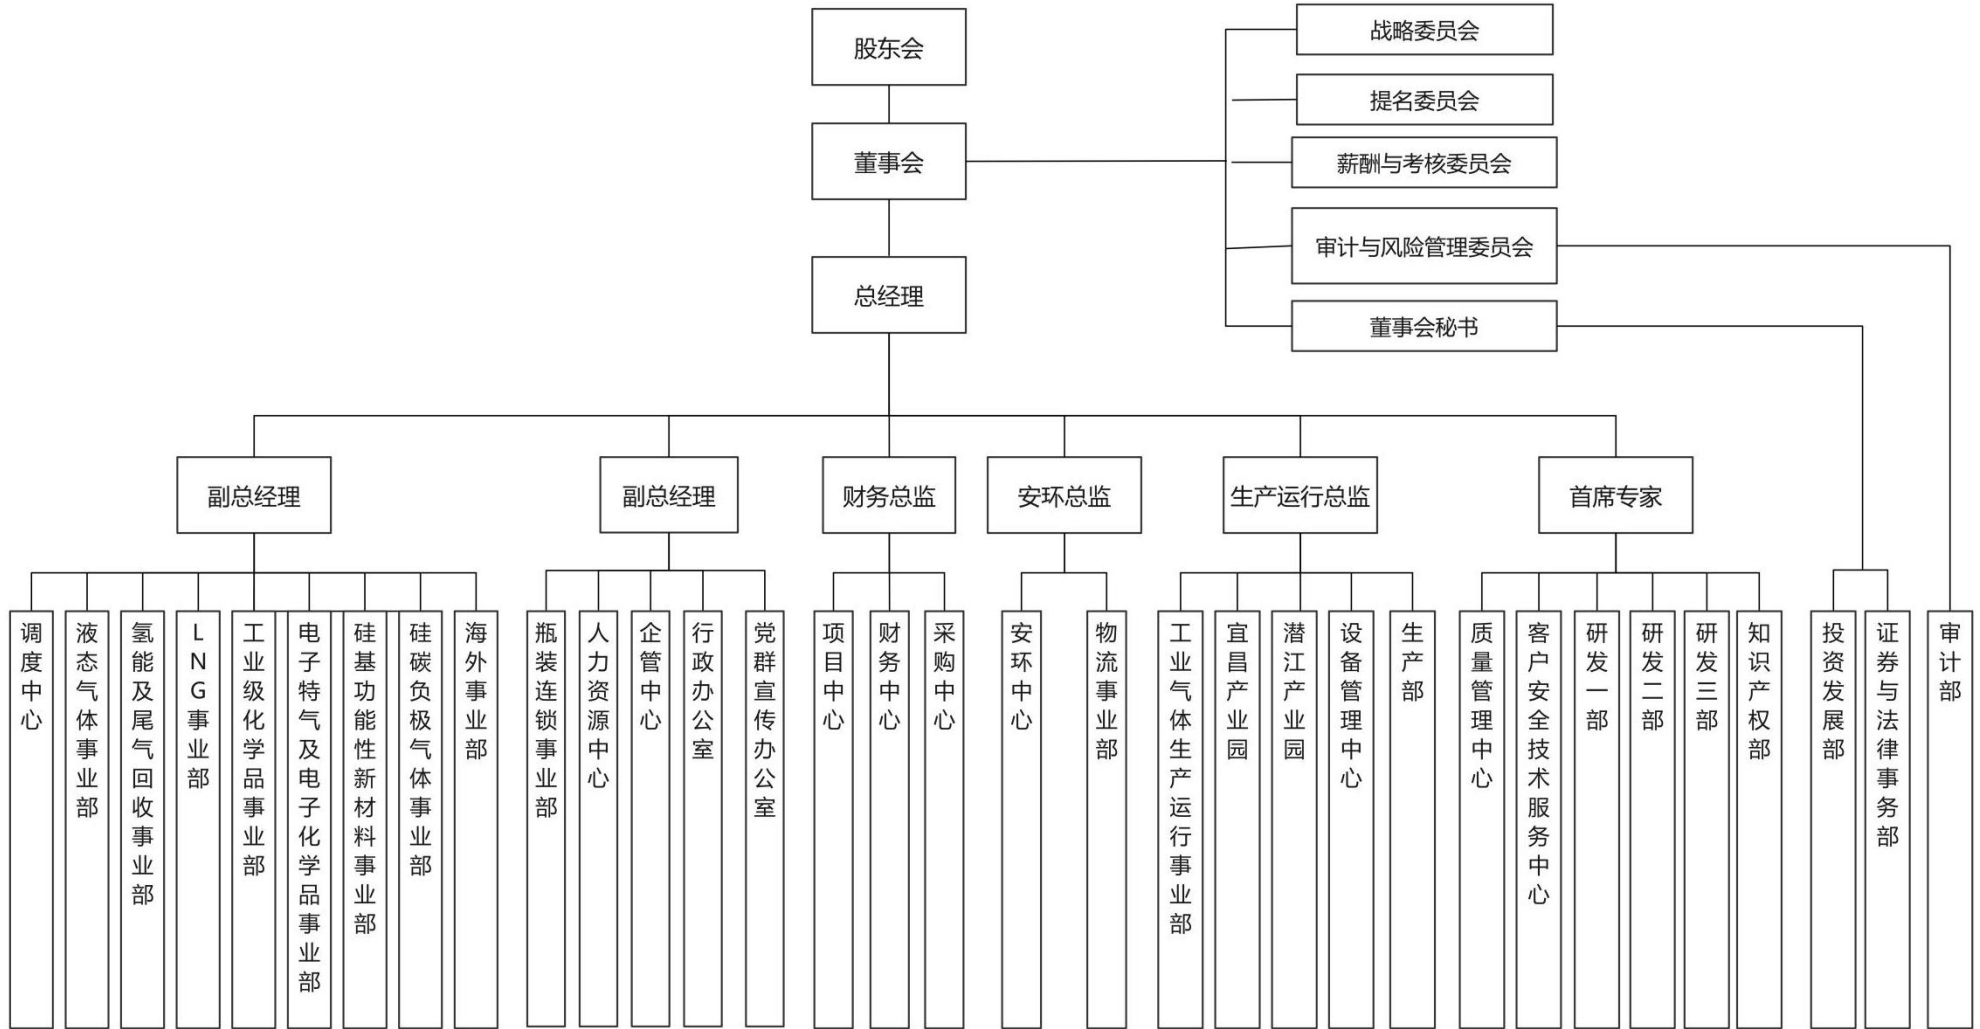 股东会
战略委员会
提名委员会
董事会
薪酬与考核委员会
审计与风险管理委员会
总经理
董事会秘书
副总经理
副总经理
财务总监
安环总监
生产运行总监
首席专家
调度中心
液态气体事业部
氢能及尾气回收事业部
LNG事业部
工业级化学品事业部
电子特气及电子化学品事业部
硅基功能性新材料事业部
硅碳负极气体事业部
海外事业部
瓶装连锁事业部
人力资源中心
企管中心
行政办公室
党群宣传办公室
项目中心
财务中心
采购中心
安环中心
物流事业部
工业气体生产运行事业部
宜昌产业园
潜江产业园
设备管理中心
生产部
质量管理中心
客户安全技术服务中心
研发一部
研发二部
研发三部
知识产权部
投资发展部
证券与法律事务部
审计部